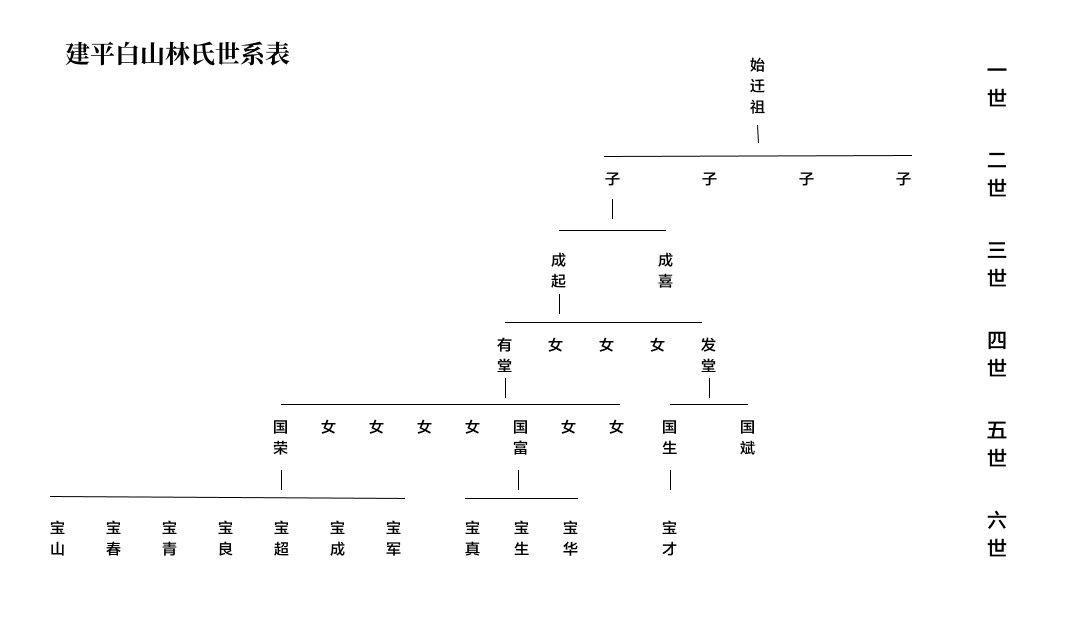 建平白山林氏世系表
始迁祖
一世
子 子 子 子
二世
成起 成喜
三世
有堂 女 女 女 发堂
四世
国荣 女 女 女 女 国富 女 女 国生 国斌
五世
宝山 宝春 宝青 宝良 宝超 宝成 宝军 宝真 宝生 宝华 宝才
六世